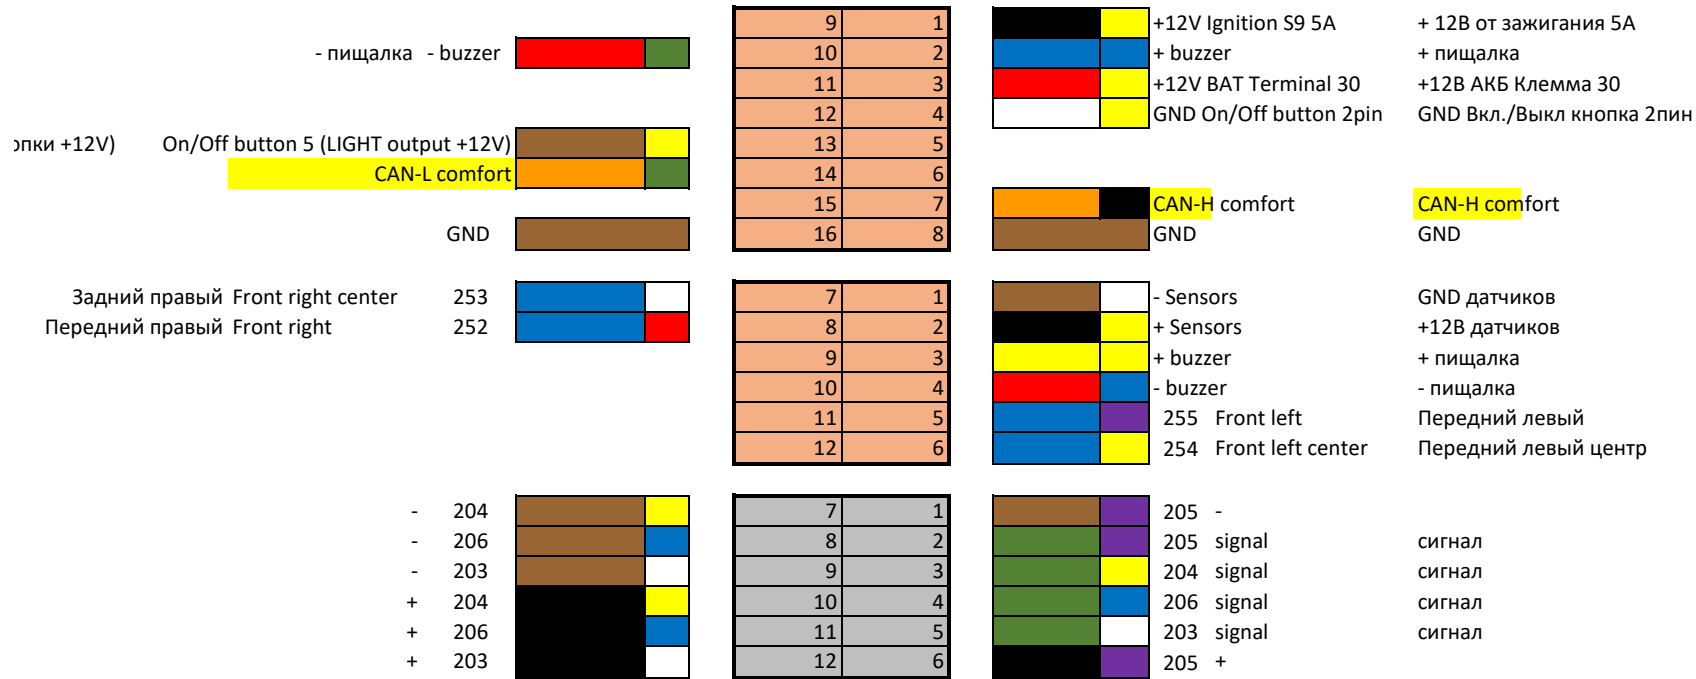 9 1 +12V Ignition S9 5A + 12В от зажигания 5А
- пищалка - buzzer 10 2 + buzzer + пищалка
11 3 +12V BAT Terminal 30 +12В АКБ Клемма 30
12 4 GND On/Off button 2pin GND Вкл./Выкл кнопка 2пин
+12V) On/Off button 5 (LIGHT output +12V) 13 5
CAN-L comfort 14 6
15 7 CAN-H comfort CAN-H comfort
GND 16 8 GND GND
Задний правый Front right center 253 7 1 - Sensors GND датчиков
Передний правый Front right 252 8 2 + Sensors +12В датчиков
9 3 + buzzer + пищалка
10 4 - buzzer - пищалка
11 5 255 Front left Передний левый
12 6 254 Front left center Передний левый центр
- 204 7 1 205 -
- 206 8 2 205 signal сигнал
- 203 9 3 204 signal сигнал
+ 204 10 4 206 signal сигнал
+ 206 11 5 203 signal сигнал
+ 203 12 6 205 +